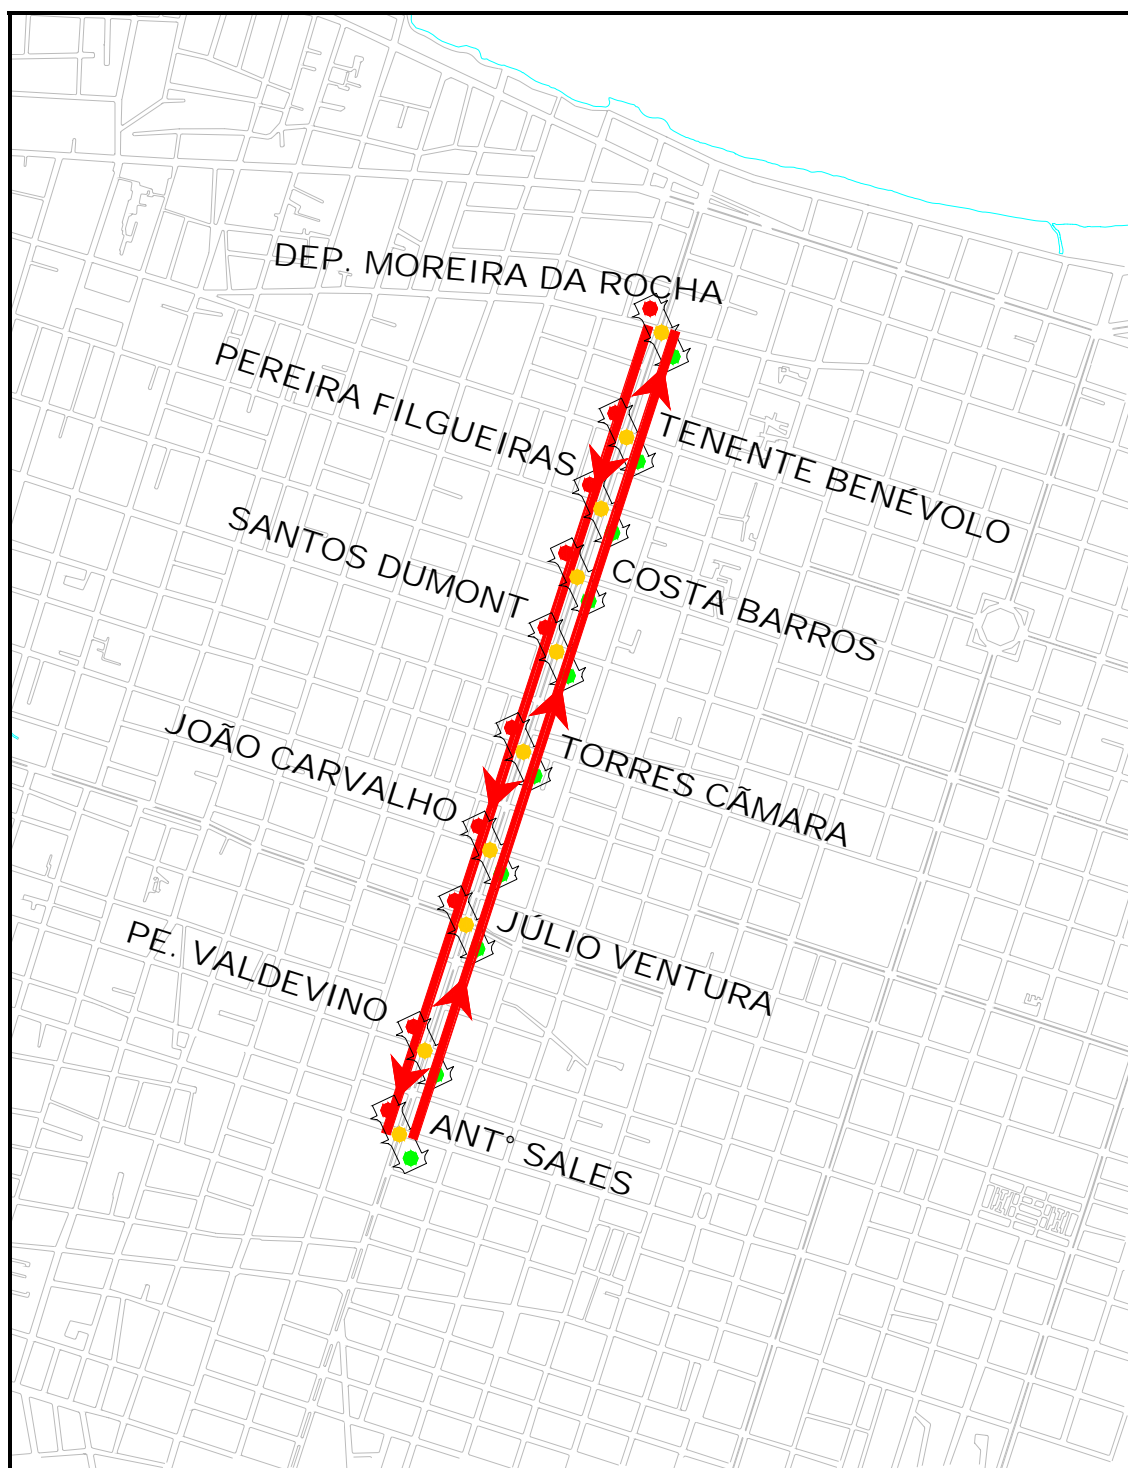 DEP. MOREIRA DA ROCHA
PEREIRA FILGUEIRAS
TENENTE BENÉVOLO
SANTOS DUMONT
COSTA BARROS
JOÃO CARVALHO
TORRES CÃMARA
JÚLIO VENTURA
PE. VALDEVINO
ANT° SALES